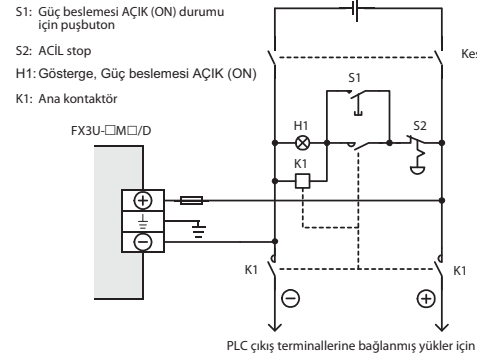 S1: Güç beslemesi AÇIK (ON) durumu
için puşbuton
S2: ACİL stop
H1: Gösterge, Güç beslemesi AÇIK (ON)
K1: Ana kontaktör
FX3U-□M□/D
Kes
S1
H1
S2
K1
K1
K1
PLC çıkış terminallerine bağlanmış yükler için